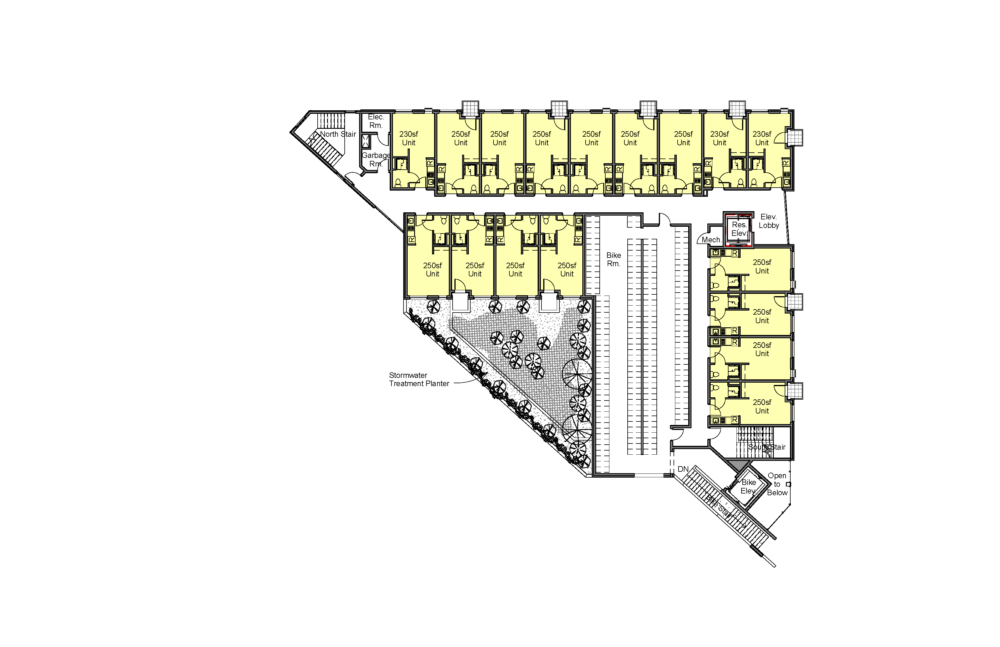 Elec.
Rm.
North Stair
Garbage
Rm.
230sf
Unit
250sf
Unit
250sf
Unit
250sf
Unit
250sf
Unit
250sf
Unit
250sf
Unit
230sf
Unit
230sf
Unit
R
R
R
R
R
R
R
R
R
Elev.
Lobby
Res.
Elev.
Mech.
R
R
R
R
250sf
Unit
250sf
Unit
250sf
Unit
250sf
Unit
Bike
Rm.
R
250sf
Unit
250sf
Unit
R
R
250sf
Unit
250sf
Unit
R
Stormwater
Treatment Planter
South Stair
DN
Bike
Elev.
Open
to
Below
Bike Stair